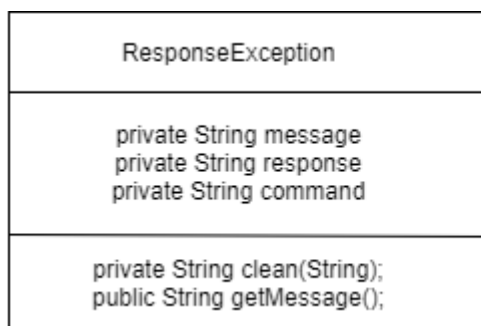 ResponseException
private String message
private String response
private String command
private String clean(String);
public String getMessage();